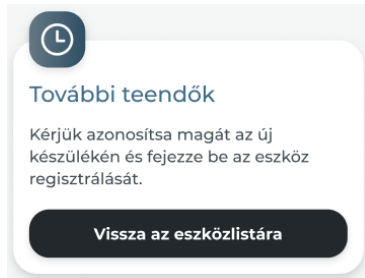 További teendők
Kérjük azonosítsa magát az új
készülékén és fejezze be az eszköz
regisztrálását.
Vissza az eszközlistára